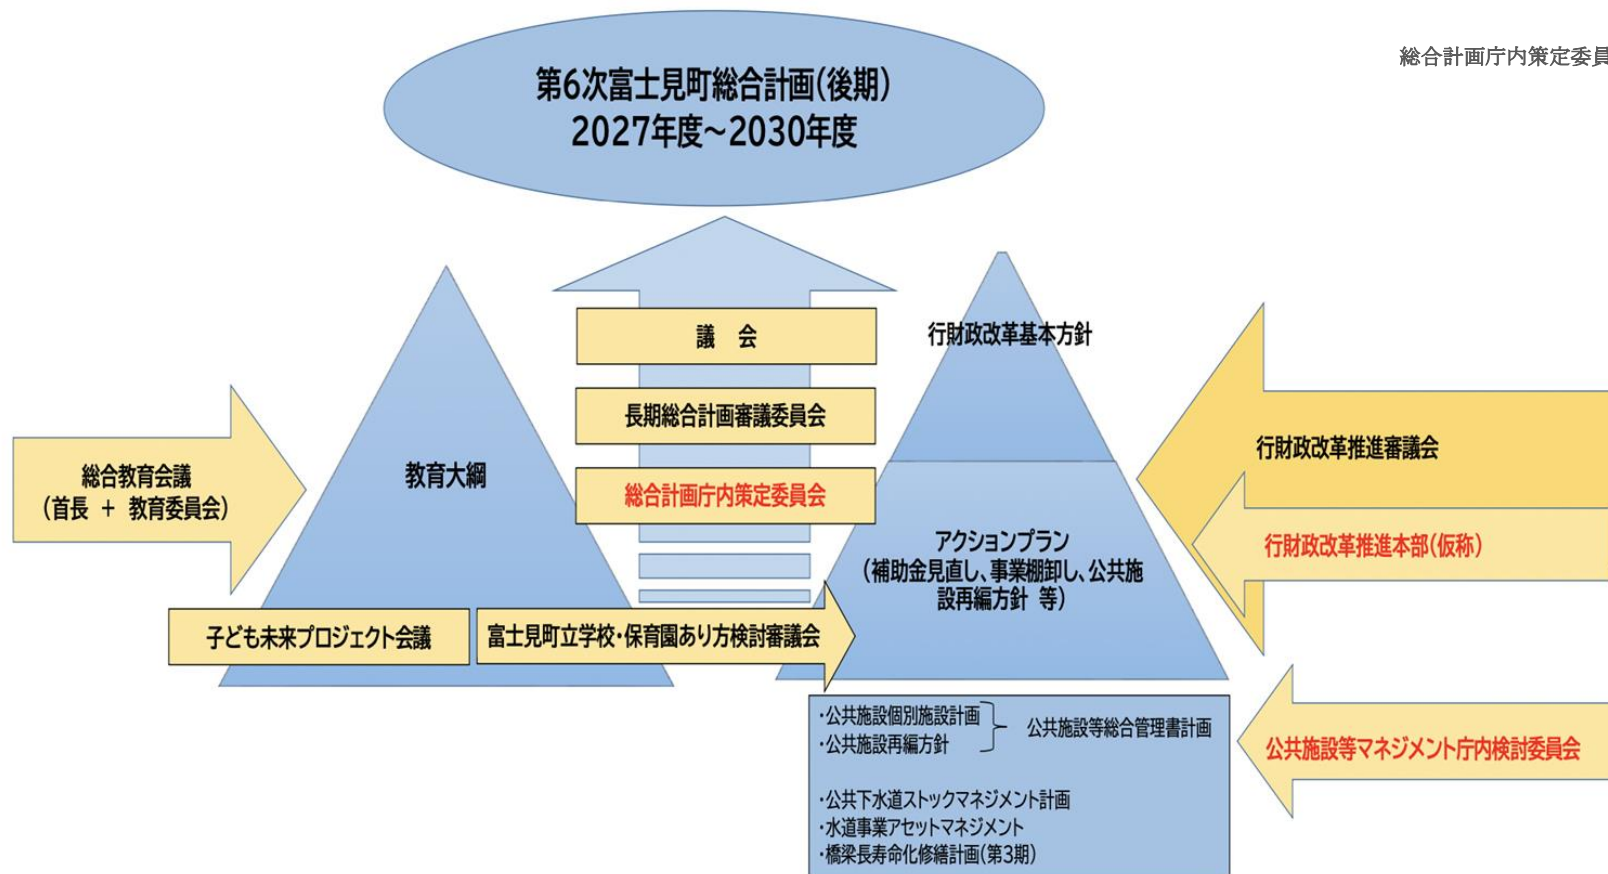 総合計画庁内策定委員
第6次富士見町総合計画(後期)
2027年度～2030年度
議 会
長期総合計画審議委員会
総合計画庁内策定委員会
総合教育会議
(首長 + 教育委員会)
教育大綱
子ども未来プロジェクト会議
富士見町立学校・保育園あり方検討審議会
行財政改革基本方針
アクションプラン
(補助金見直し、事業棚卸し、公共施
設再編方針 等)
行財政改革推進審議会
行財政改革推進本部(仮称)
・公共施設個別施設計画
・公共施設再編方針
公共施設等総合管理書計画
・公共下水道ストックマネジメント計画
・水道事業アセットマネジメント
・橋梁長寿命化修繕計画(第3期)
公共施設等マネジメント庁内検討委員会